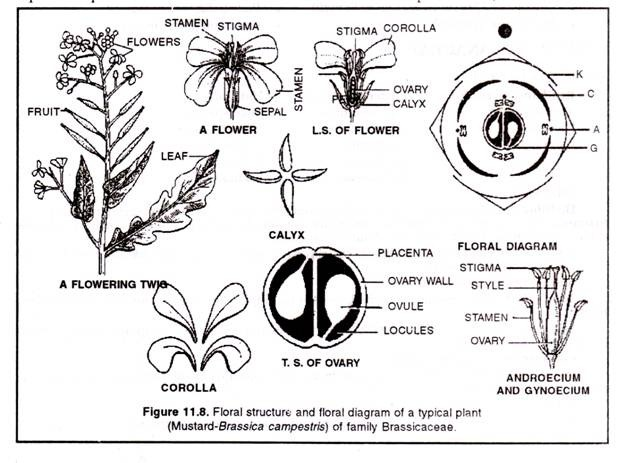 STAMEN
STIGMA
FLOWERS
FRUIT
LEAF
A FLOWERING TWIG
STAMEN
SEPAL
A FLOWER
STIGMA
COROLLA
OVARY
CALYX
L.S. OF FLOWER
K
C
A
G
FLORAL DIAGRAM
CALYX
PLACENTA
OVARY WALL
OVULE
LOCULES
T. S. OF OVARY
COROLLA
STIGMA
STYLE
STAMEN
OVARY
ANDROECIUM
AND GYNOECIUM
Figure 11.8. Floral structure and floral diagram of a typical plant
(Mustard-Brassica campestris) of family Brassicaceae.